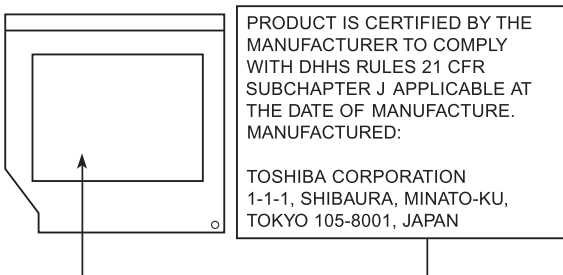 PRODUCT IS CERTIFIED BY THE
MANUFACTURER TO COMPLY
WITH DHHS RULES 21 CFR
SUBCHAPTER J APPLICABLE AT
THE DATE OF MANUFACTURE.
MANUFACTURED:
TOSHIBA CORPORATION
1-1-1, SHIBAURA, MINATO-KU,
TOKYO 105-8001, JAPAN